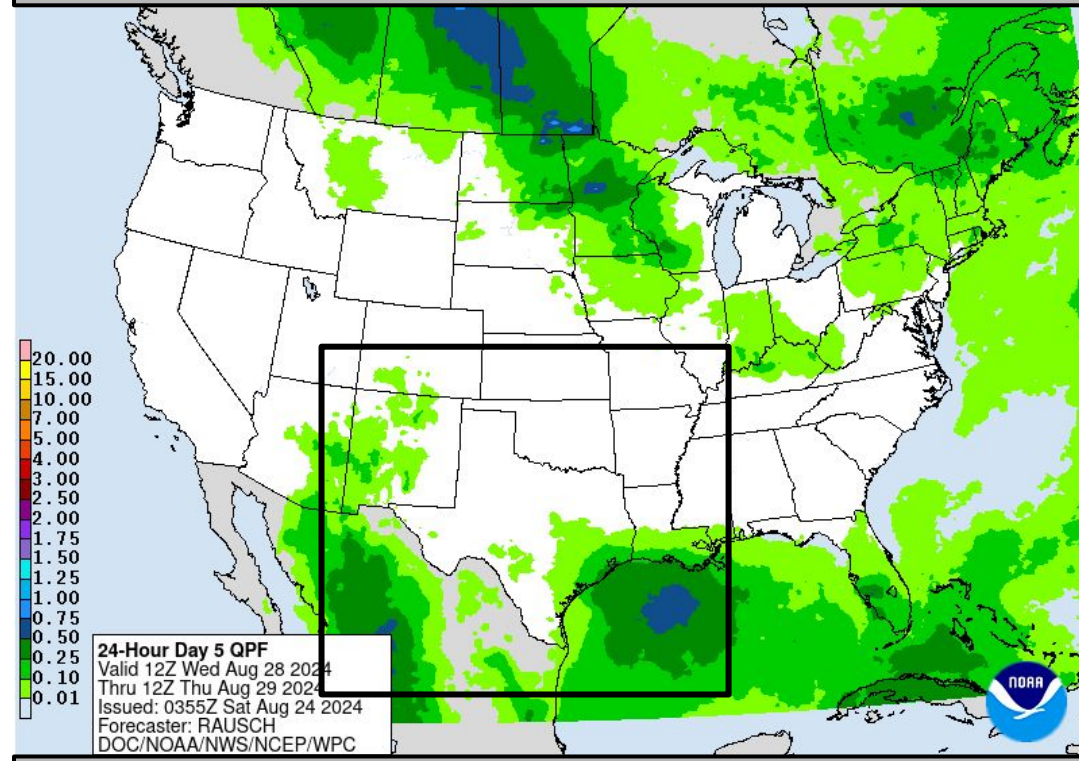 20.00
15.00
10.00
7.00
5.00
4.00
3.00
2.50
2.00
1.75
1.50
1.25
1.00
0.75
0.50
0.25
0.10
0.01
24-Hour Day 5 QPF
Valid 12Z Wed Aug 28 2024
Thru 12Z Thu Aug 29 2024
Issued: 0355Z Sat Aug 24 2024
Forecaster: RAUSCH
DOC/NOAA/NWS/NCEP/WPC
NOAA